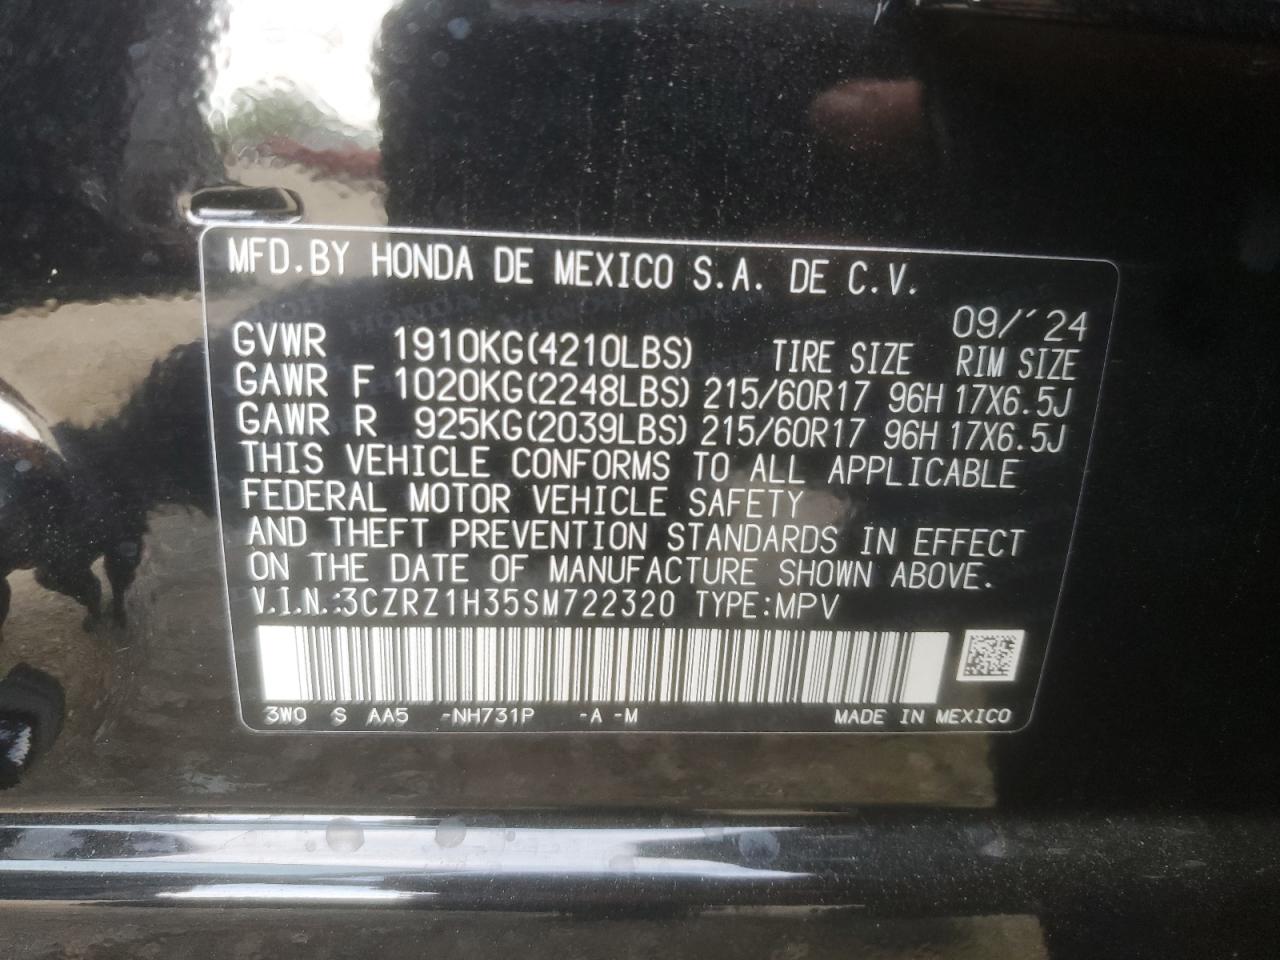 MFD.BY HONDA DE MEXICO S.A. DE C.V.
09/´24
GVWR 1910KG(4210LBS) TIRE SIZE RIM SIZE
GAWR F 1020KG(2248LBS) 215/60R17 96H 17X6.5J
GAWR R 925KG(2039LBS) 215/60R17 96H 17X6.5J
THIS VEHICLE CONFORMS TO ALL APPLICABLE
FEDERAL MOTOR VEHICLE SAFETY
AND THEFT PREVENTION STANDARDS IN EFFECT
ON THE DATE OF MANUFACTURE SHOWN ABOVE.
V.I.N.:3CZRZ1H35SM722320 TYPE:MPV
3W0 S AA5 -NH731P -A -M MADE IN MEXICO